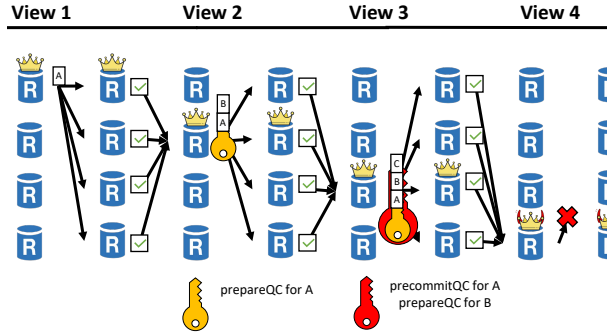 View 1 View 2 View 3 View 4
R A R R R R R R R
R R R B A R R R R R
R R R R R C B A R R R
R R R R R R R R
prepareQC for A
precommitQC for A
prepareQC for B